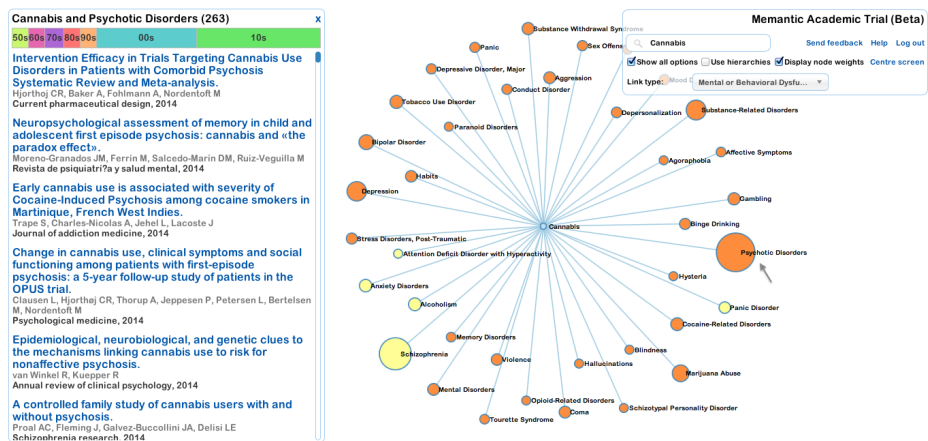 Cannabis and Psychotic Disorders (263)
x
50s 60s 70s 80s 90s 00s 10s
Intervention Efficacy in Trials Targeting Cannabis Use
Disorders in Patients with Comorbid Psychosis
Systematic Review and Meta-analysis.
Hjorthoj CR, Baker A, Fohlmann A, Nordentoft M
Current pharmaceutical design, 2014
Neuropsychological assessment of memory in child and
adolescent first episode psychosis: cannabis and «the
paradox effect».
Moreno-Granados JM, Ferrin M, Salcedo-Marin DM, Ruiz-Veguilla M
Revista de psiquiatri?a y salud mental, 2014
Early cannabis use is associated with severity of
Cocaine-Induced Psychosis among cocaine smokers in
Martinique, French West Indies.
Trape S, Charles-Nicolas A, Jehel L, Lacoste J
Journal of addiction medicine, 2014
Change in cannabis use, clinical symptoms and social
functioning among patients with first-episode
psychosis: a 5-year follow-up study of patients in the
OPUS trial.
Clausen L, Hjorthøj CR, Thorup A, Jeppesen P, Petersen L, Bertelsen
M, Nordentoft M
Psychological medicine, 2014
Epidemiological, neurobiological, and genetic clues to
the mechanisms linking cannabis use to risk for
nonaffective psychosis.
van Winkel R, Kuepper R
Annual review of clinical psychology, 2014
A controlled family study of cannabis users with and
without psychosis.
Proal AC, Fleming J, Galvez-Buccollini JA, Delisi LE
Schizophrenia research, 2014
Memantic Academic Trial (Beta)
Cannabis
Send feedback Help Log out
Show all options Use hierarchies Display node weights Centre screen
Link type: Mental or Behavioral Dysfu...
Substance Withdrawal Syndrome
Panic
Sex Offenses
Depressive Disorder, Major
Aggression
Mood D
Conduct Disorder
Tobacco Use Disorder
Depersonalization
Substance-Related Disorders
Paranoid Disorders
Bipolar Disorder
Affective Symptoms
Agoraphobia
Habits
Depression
Gambling
Binge Drinking
Cannabis
Stress Disorders, Post-Traumatic
Attention Deficit Disorder with Hyperactivity
Psychotic Disorders
Hysteria
Anxiety Disorders
Alcoholism
Panic Disorder
Cocaine-Related Disorders
Memory Disorders
Schizophrenia
Blindness
Violence
Hallucinations
Marijuana Abuse
Mental Disorders
Opioid-Related Disorders
Schizotypal Personality Disorder
Coma
Tourette Syndrome